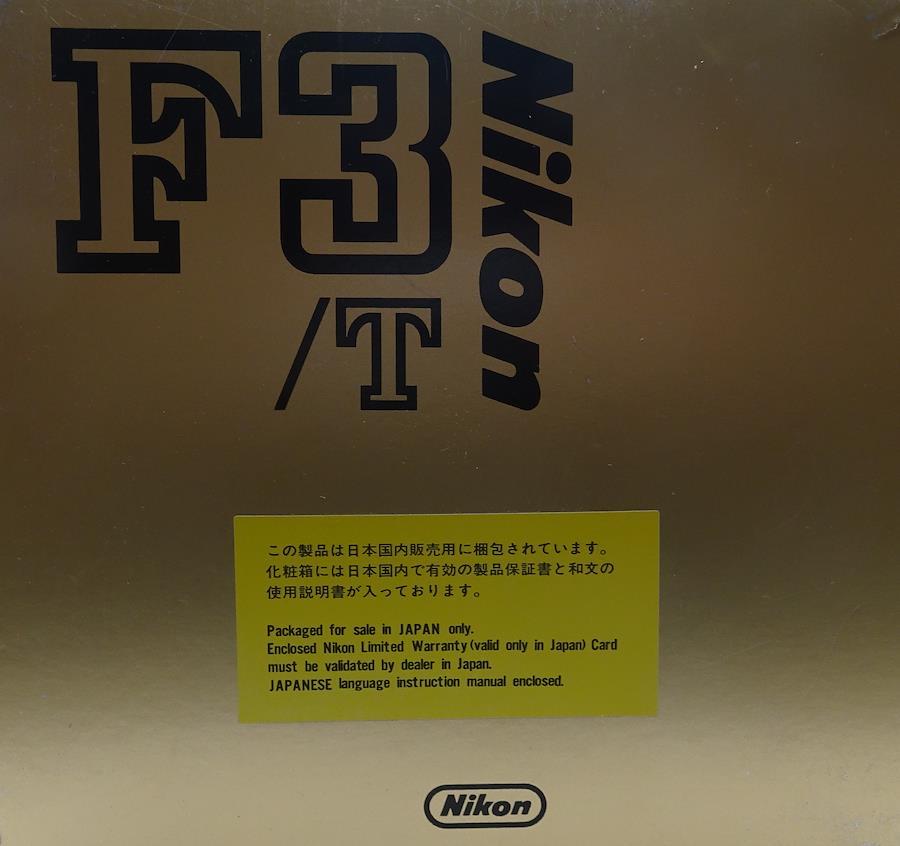 F3
/T
Nikon
この製品は日本国内販売用に梱包されています。
化粧箱には日本国内で有効の製品保証書と和文の
使用説明書が入っております。
Packaged for sale in JAPAN only.
Enclosed Nikon Limited Warranty (valid only in Japan) Card
must be validated by dealer in Japan.
JAPANESE language instruction manual enclosed.
Nikon